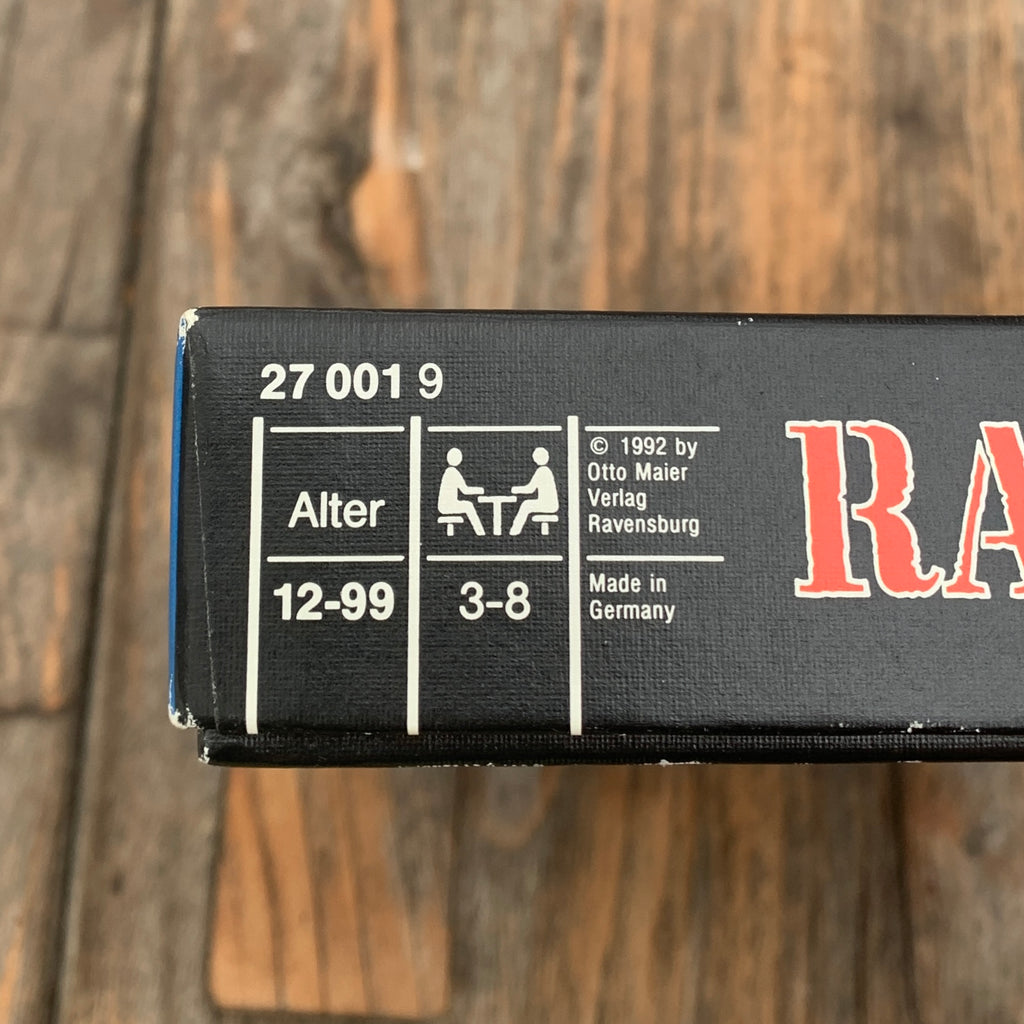 27 001 9
Alter
12-99
3-8
© 1992 by
Otto Maier
Verlag
Ravensburg
Made in
Germany
RA